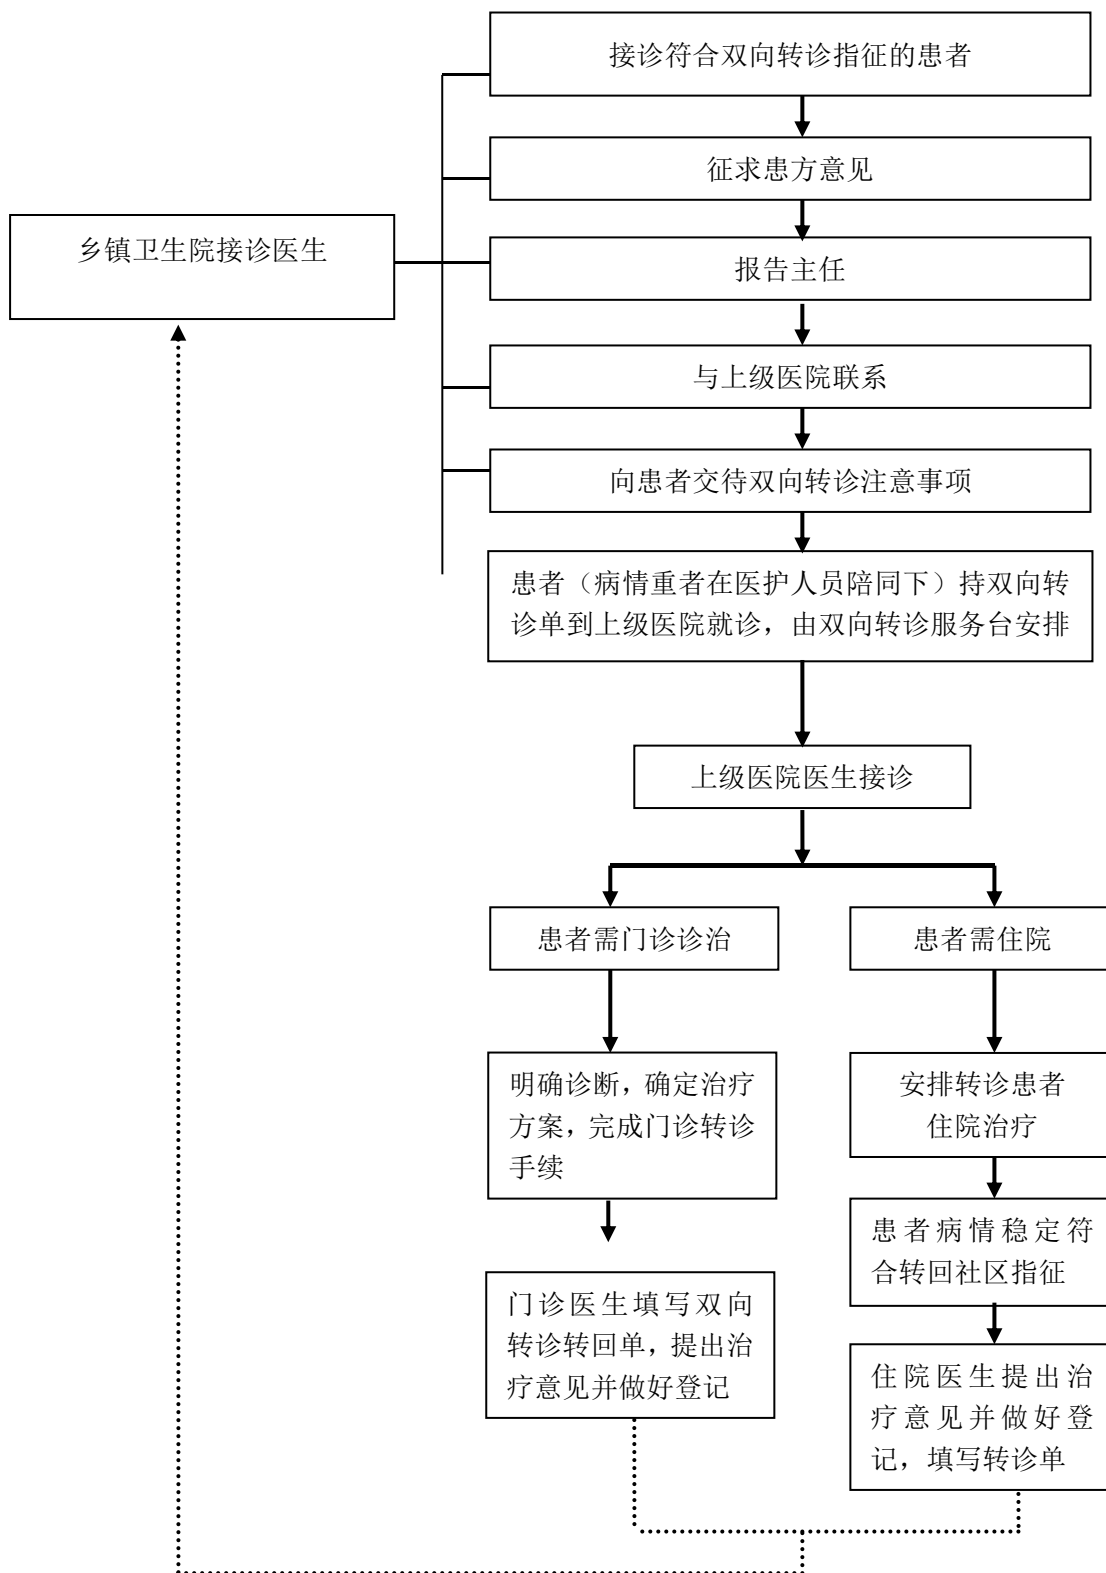 接诊符合双向转诊指征的患者
征求患方意见
乡镇卫生院接诊医生
报告主任
与上级医院联系
向患者交待双向转诊注意事项
患者（病情重者在医护人员陪同下）持双向转
诊单到上级医院就诊，由双向转诊服务台安排
上级医院医生接诊
患者需门诊诊治
患者需住院
明确诊断，确定治疗
方案，完成门诊转诊
手续
安排转诊患者
住院治疗
患者病情稳定符
合转回社区指征
门诊医生填写双向
转诊转回单，提出治
疗意见并做好登记
住院医生提出治
疗意见并做好登
记，填写转诊单